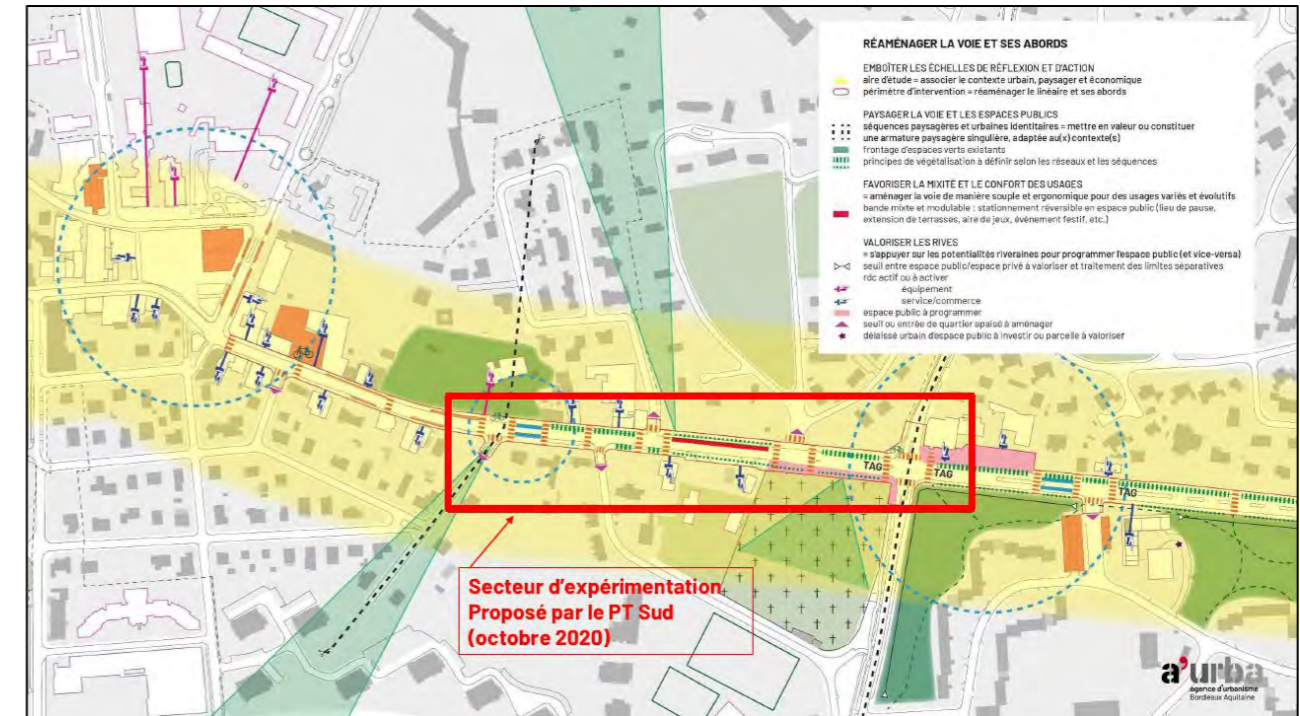 RÉAMÉNAGER LA VOIE ET SES ABORDS
EMBOÎTER LES ÉCHELLES DE RÉFLEXION ET D'ACTION
aire d'étude = associer le contexte urbain, paysager et économique
périmètre d'intervention = réaménager le linéaire et ses abords
PAYSAGER LA VOIE ET LES ESPACES PUBLICS
séquences paysagères et urbaines identitaires = mettre en valeur ou constituer
une armature paysagère singulière, adaptée au(x) contexte(s)
frontage d'espaces verts existants
principes de végétalisation à définir selon les réseaux et les séquences
FAVORISER LA MIXITÉ ET LE CONFORT DES USAGES
= aménager la voie de manière souple et ergonomique pour des usages variés et évolutifs
bande mixte et modulable : stationnement réversible en espace public (lieu de pause,
extension de terrasses, aire de jeux, événement festif, etc.)
VALORISER LES RIVES
= s'appuyer sur les potentialités riveraines pour programmer l'espace public (et vice-versa)
seuil entre espace public/espace privé à valoriser et traitement des limites séparatives
rdc actif ou à activer
équipement
service/commerce
espace public à programmer
seuil ou entrée de quartier apaisé à aménager
délaissé urbain d'espace public à investir ou parcelle à valoriser
TAG
TAG
TAG
Secteur d'expérimentation
Proposé par le PT Sud
(octobre 2020)
a'urba
agence d'urbanisme
Bordeaux Aquitaine